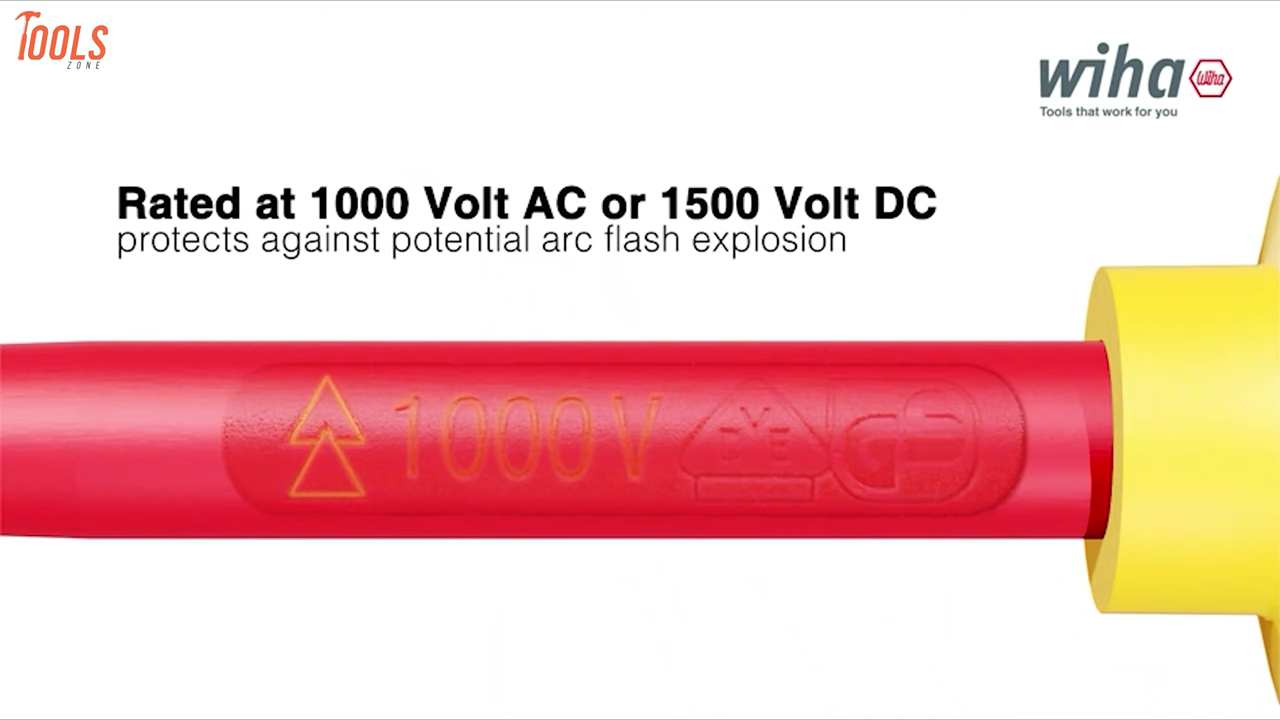 TOOLS
ZONE
wiha Wiha
Tools that work for you
Rated at 1000 Volt AC or 1500 Volt DC
protects against potential arc flash explosion
1000 V
VDE
GS